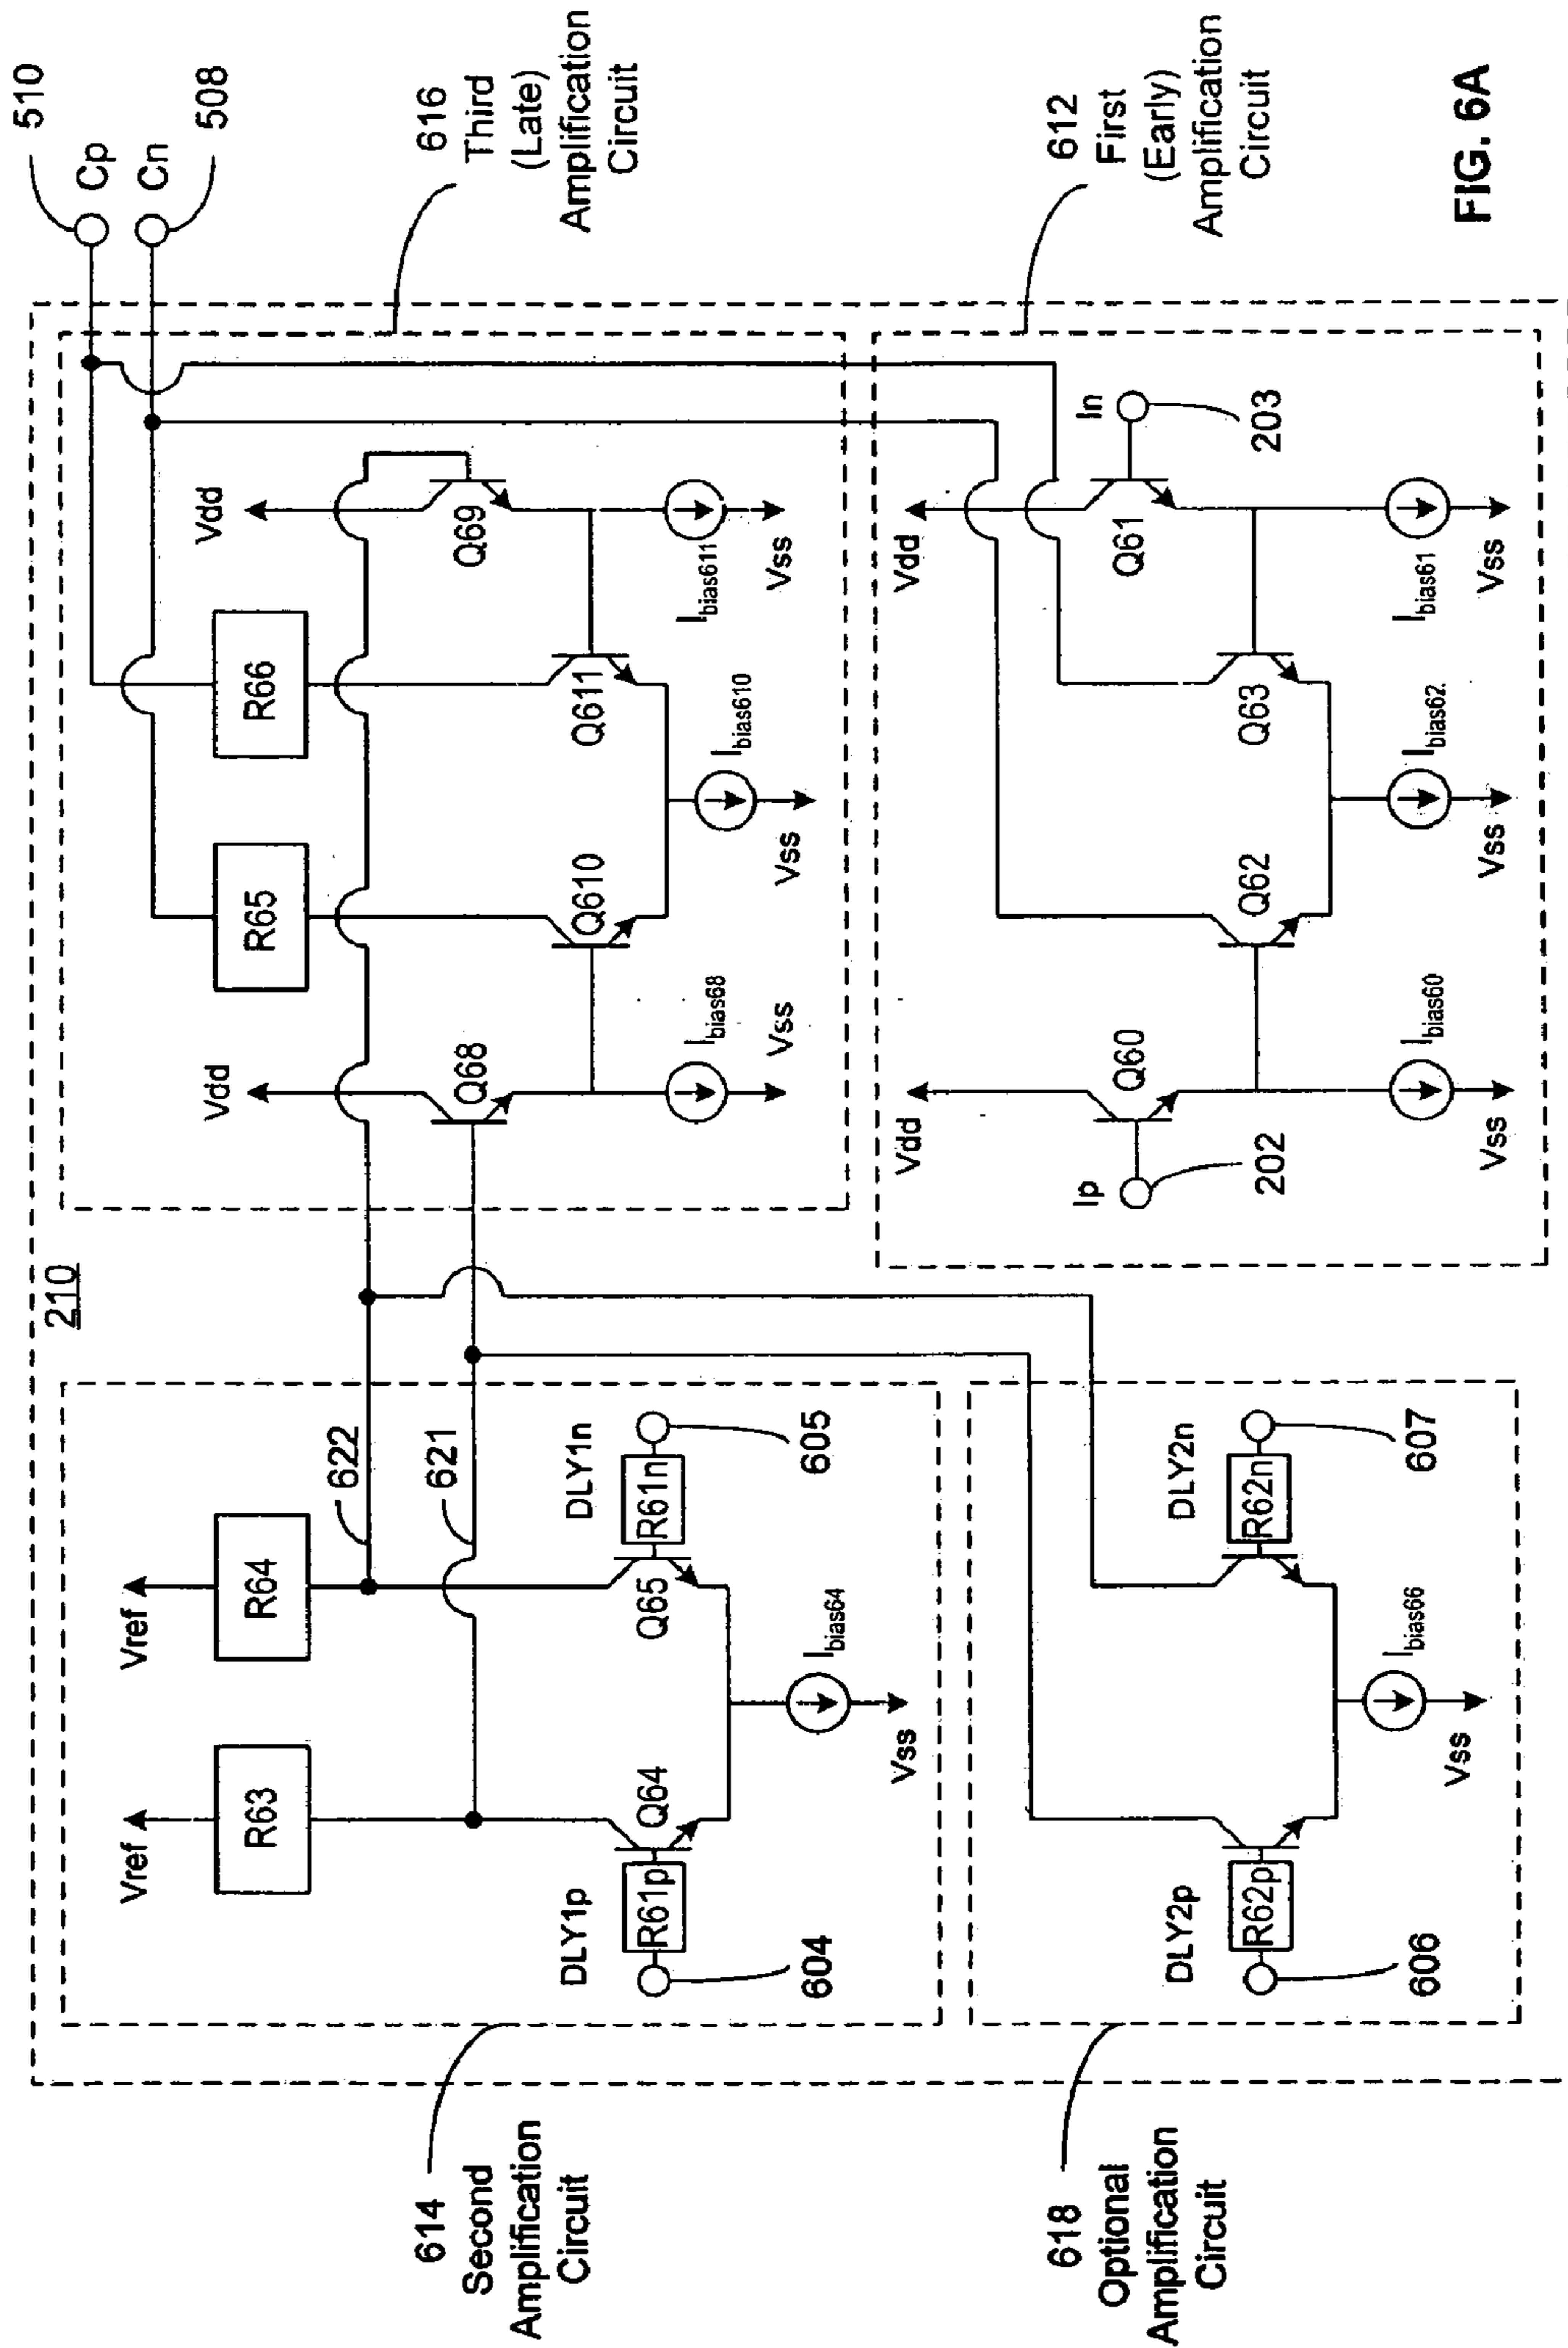 210
510
Cp
Cn
508
616
Third
(Late)
Amplification
Circuit
612
First
(Early)
Amplification
Circuit
614
Second
Amplification
Circuit
618
Optional
Amplification
Circuit
Vref
Vref
R63
R64
622
621
DLY1p
R61p
604
Q64
Q65
DLY1n
R61n
605
Ibias64
Vss
DLY2p
R62p
606
DLY2n
R62n
607
Ibias66
Vss
Vdd
Vdd
R65
R66
Q68
Q610
Q611
Q69
Ibias68
Vss
Ibias610
Vss
Ibias611
Vss
Vdd
Vdd
Ip
202
Q60
Q62
Q63
Q61
In
203
Ibias60
Vss
Ibias62
Vss
Ibias61
Vss
FIG. 6A